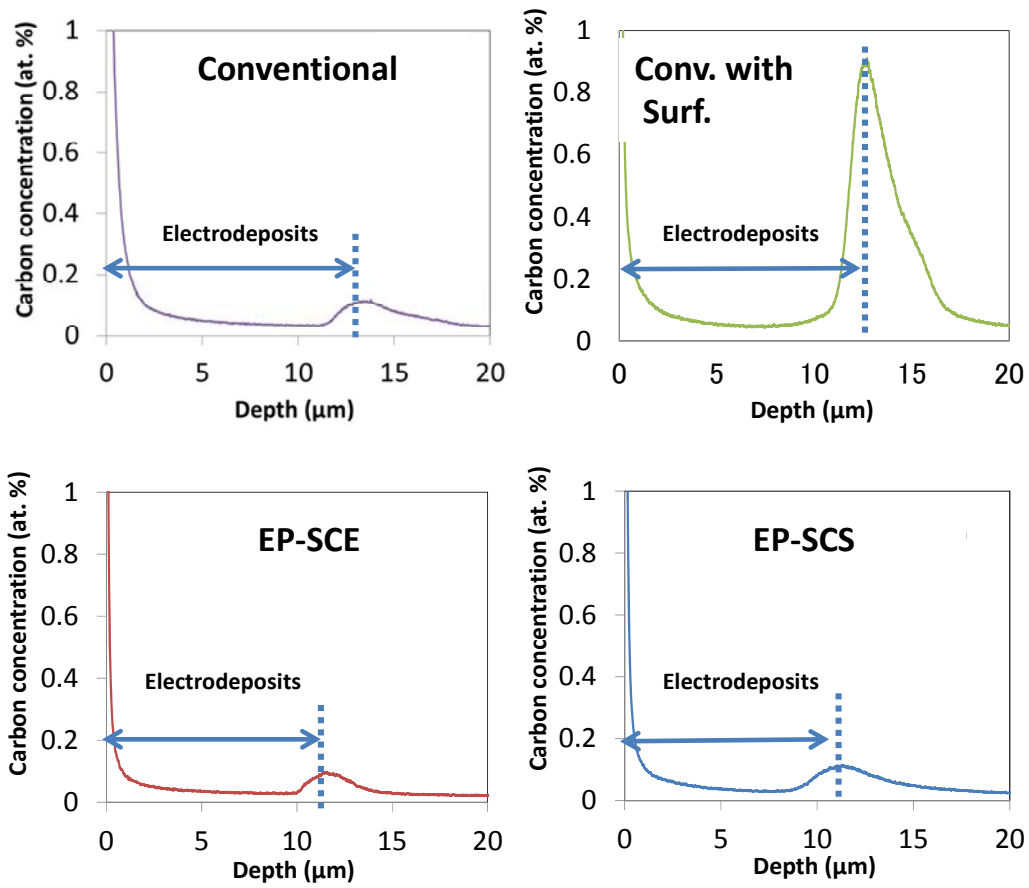 Carbon concentration (at. %)
1
0.8
0.6
0.4
0.2
0
Conventional
Electrodeposits
0
5
10
15
20
Depth (μm)
Carbon concentration (at. %)
1
0.8
0.6
0.4
0.2
0
Conv. with
Surf.
Electrodeposits
0
5
10
15
20
Depth (μm)
Carbon concentration (at. %)
1
0.8
0.6
0.4
0.2
0
EP-SCE
Electrodeposits
0
5
10
15
20
Depth (μm)
Carbon concentration (at. %)
1
0.8
0.6
0.4
0.2
0
EP-SCS
Electrodeposits
0
5
10
15
20
Depth (μm)